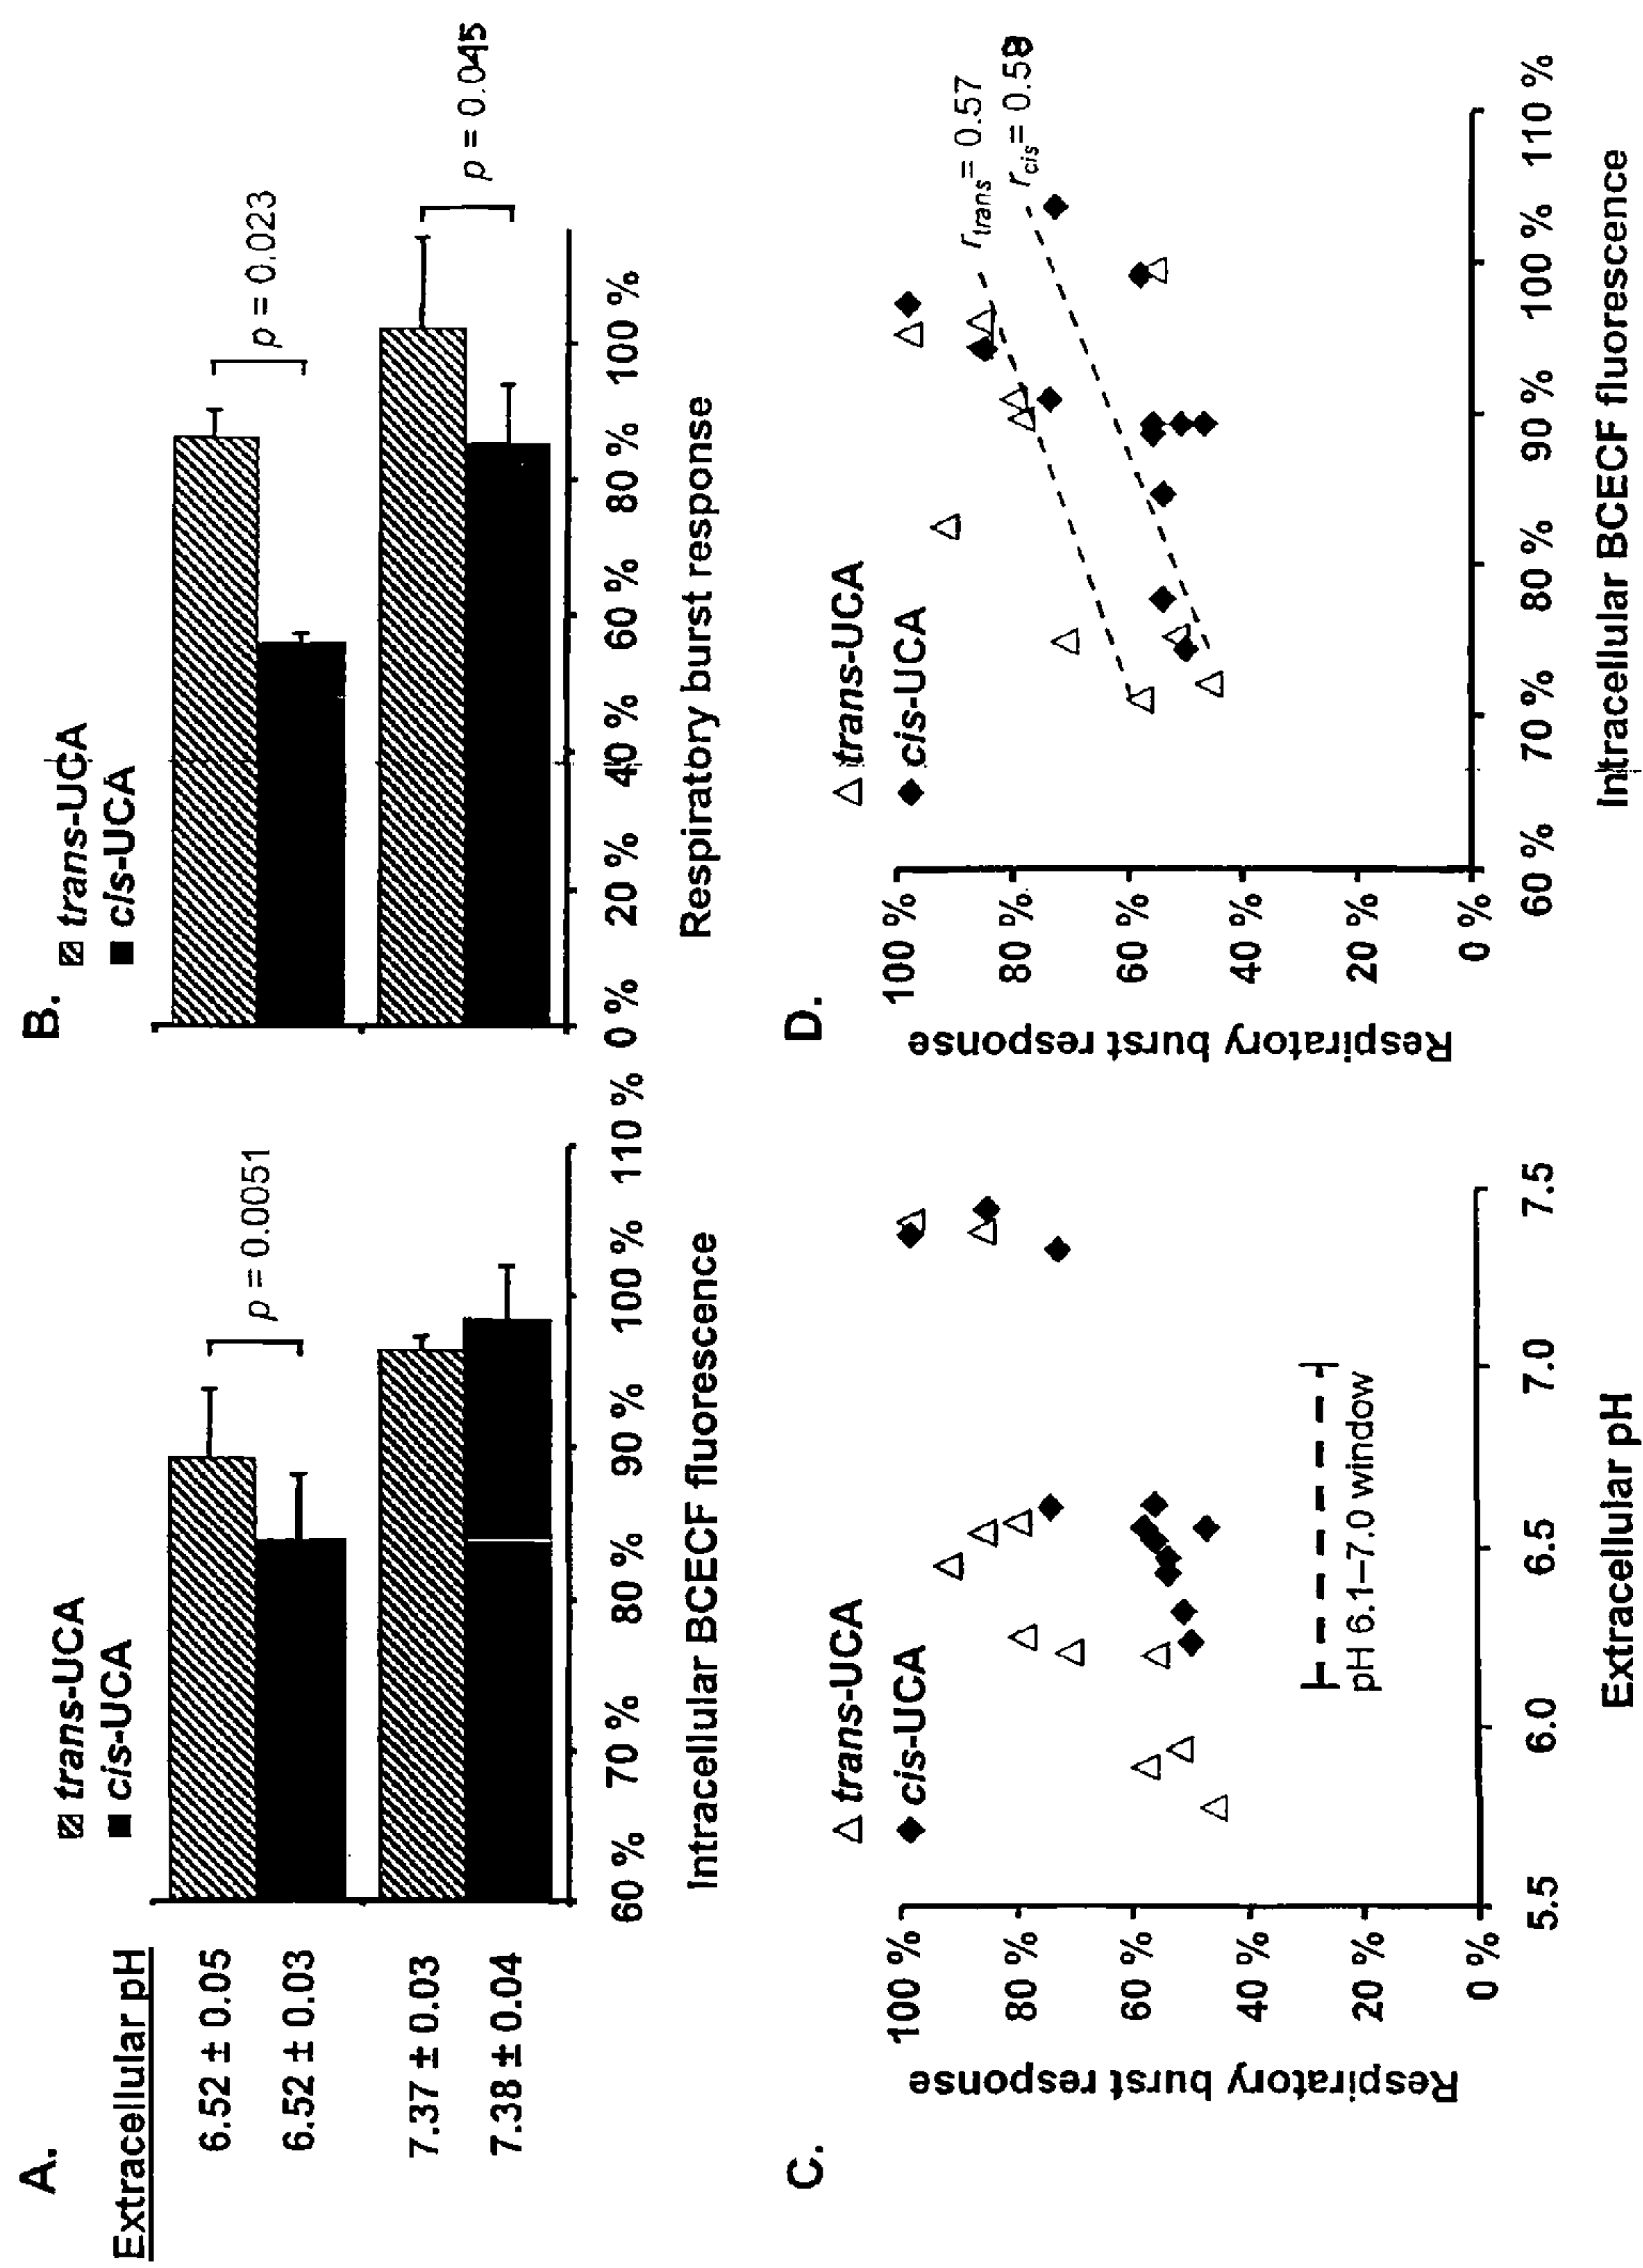 A.
Extracellular pH
6.52 ± 0.05
6.52 ± 0.03
7.37 ± 0.03
7.38 ± 0.04
trans-UCA
cis-UCA
p = 0.0051
60 % 70 % 80 % 90 % 100 % 110 %
Intracellular BCECF fluorescence
B.
trans-UCA
cis-UCA
p = 0.023
p = 0.045
0 % 20 % 40 % 60 % 80 % 100 %
Respiratory burst response
C.
trans-UCA
cis-UCA
100 %
80 %
60 %
40 %
20 %
0 %
Respiratory burst response
pH 6.1–7.0 window
5.5 6.0 6.5 7.0 7.5
Extracellular pH
D.
trans-UCA
cis-UCA
rtrans= 0.57
rcis= 0.58
100 %
80 %
60 %
40 %
20 %
0 %
Respiratory burst response
60 % 70 % 80 % 90 % 100 % 110 %
Intracellular BCECF fluorescence